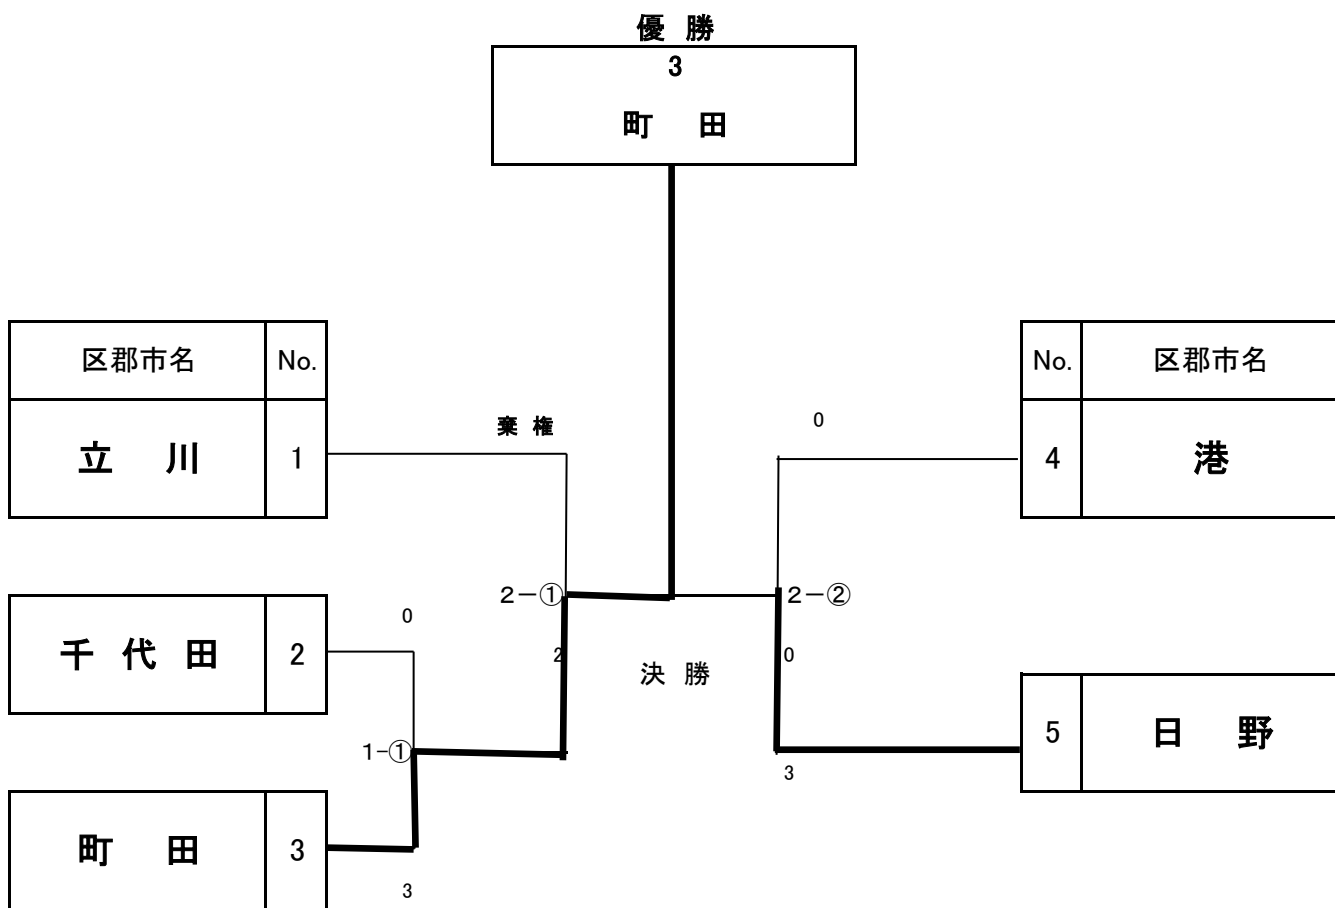 優 勝
3
町 田
区郡市名 No.
No. 区郡市名
立 川 1
棄 権
0
4 港
2-①
2-②
千 代 田 2
0
2
決 勝
0
5 日 野
1-①
3
町 田 3
3